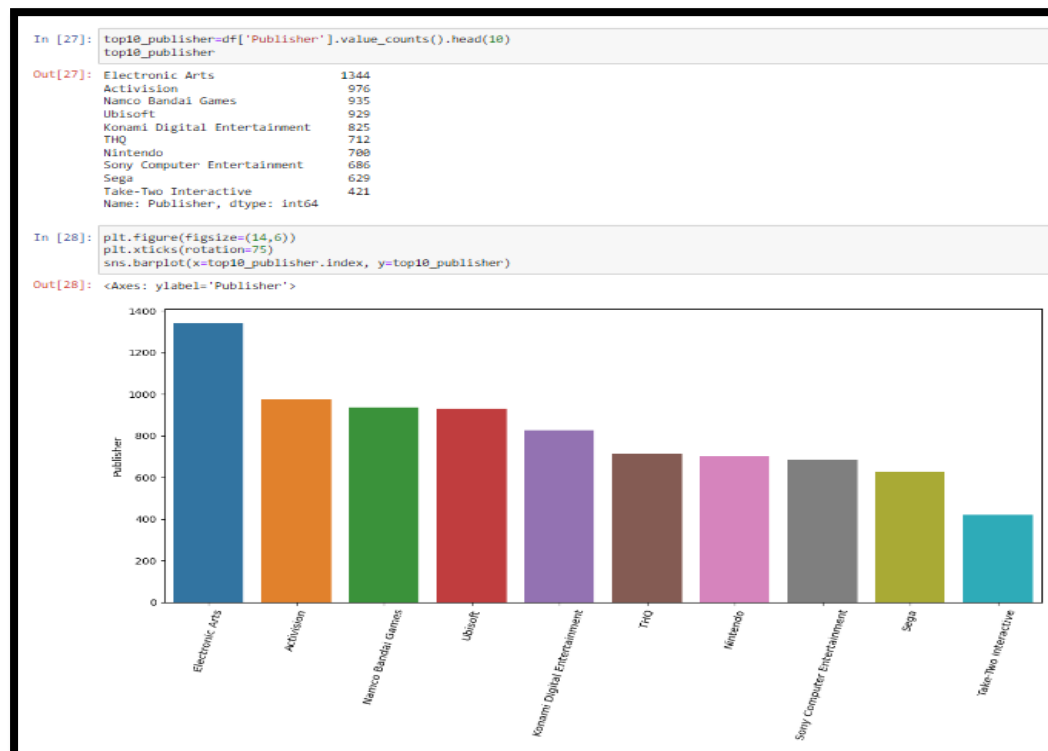 In [27]: top10_publisher=df['Publisher'].value_counts().head(10)
top10_publisher
Out[27]: Electronic Arts 1344
Activision 976
Namco Bandai Games 935
Ubisoft 929
Konami Digital Entertainment 825
THQ 712
Nintendo 700
Sony Computer Entertainment 686
Sega 629
Take-Two Interactive 421
Name: Publisher, dtype: int64
In [28]: plt.figure(figsize=(14,6))
plt.xticks(rotation=75)
sns.barplot(x=top10_publisher.index, y=top10_publisher)
Out[28]: <Axes: ylabel='Publisher'>
1400
1200
1000
800
600
400
200
0
Publisher
Electronic Arts
Activision
Namco Bandai Games
Ubisoft
Konami Digital Entertainment
THQ
Nintendo
Sony Computer Entertainment
Sega
Take-Two Interactive